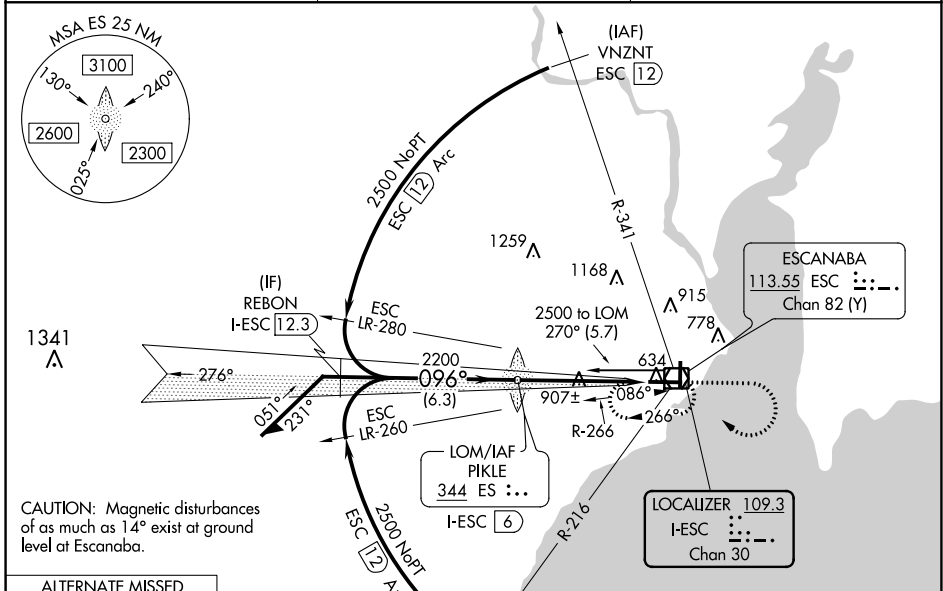 MSA ES 25 NM
3100
130°
240°
2600
2300
025°
(IAF)
VNZNT
ESC 12
2500 NoPT
ESC 12 Arc
R-341
1259
1168
915
778
ESCANABA
113.55 ESC
Chan 82 (Y)
(IF)
REBON
I-ESC 12.3
ESC
LR-280
2500 to LOM
270° (5.7)
1341
634
2200
276°
096°
(6.3)
907±
086°
051°
231°
ESC
LR-260
R-266
266°
LOM/IAF
PIKLE
344 ES
I-ESC 6
R-216
LOCALIZER 109.3
I-ESC
Chan 30
CAUTION: Magnetic disturbances
of as much as 14° exist at ground
level at Escanaba.
2500 NoPT
ESC 12 A
ALTERNATE MISSED